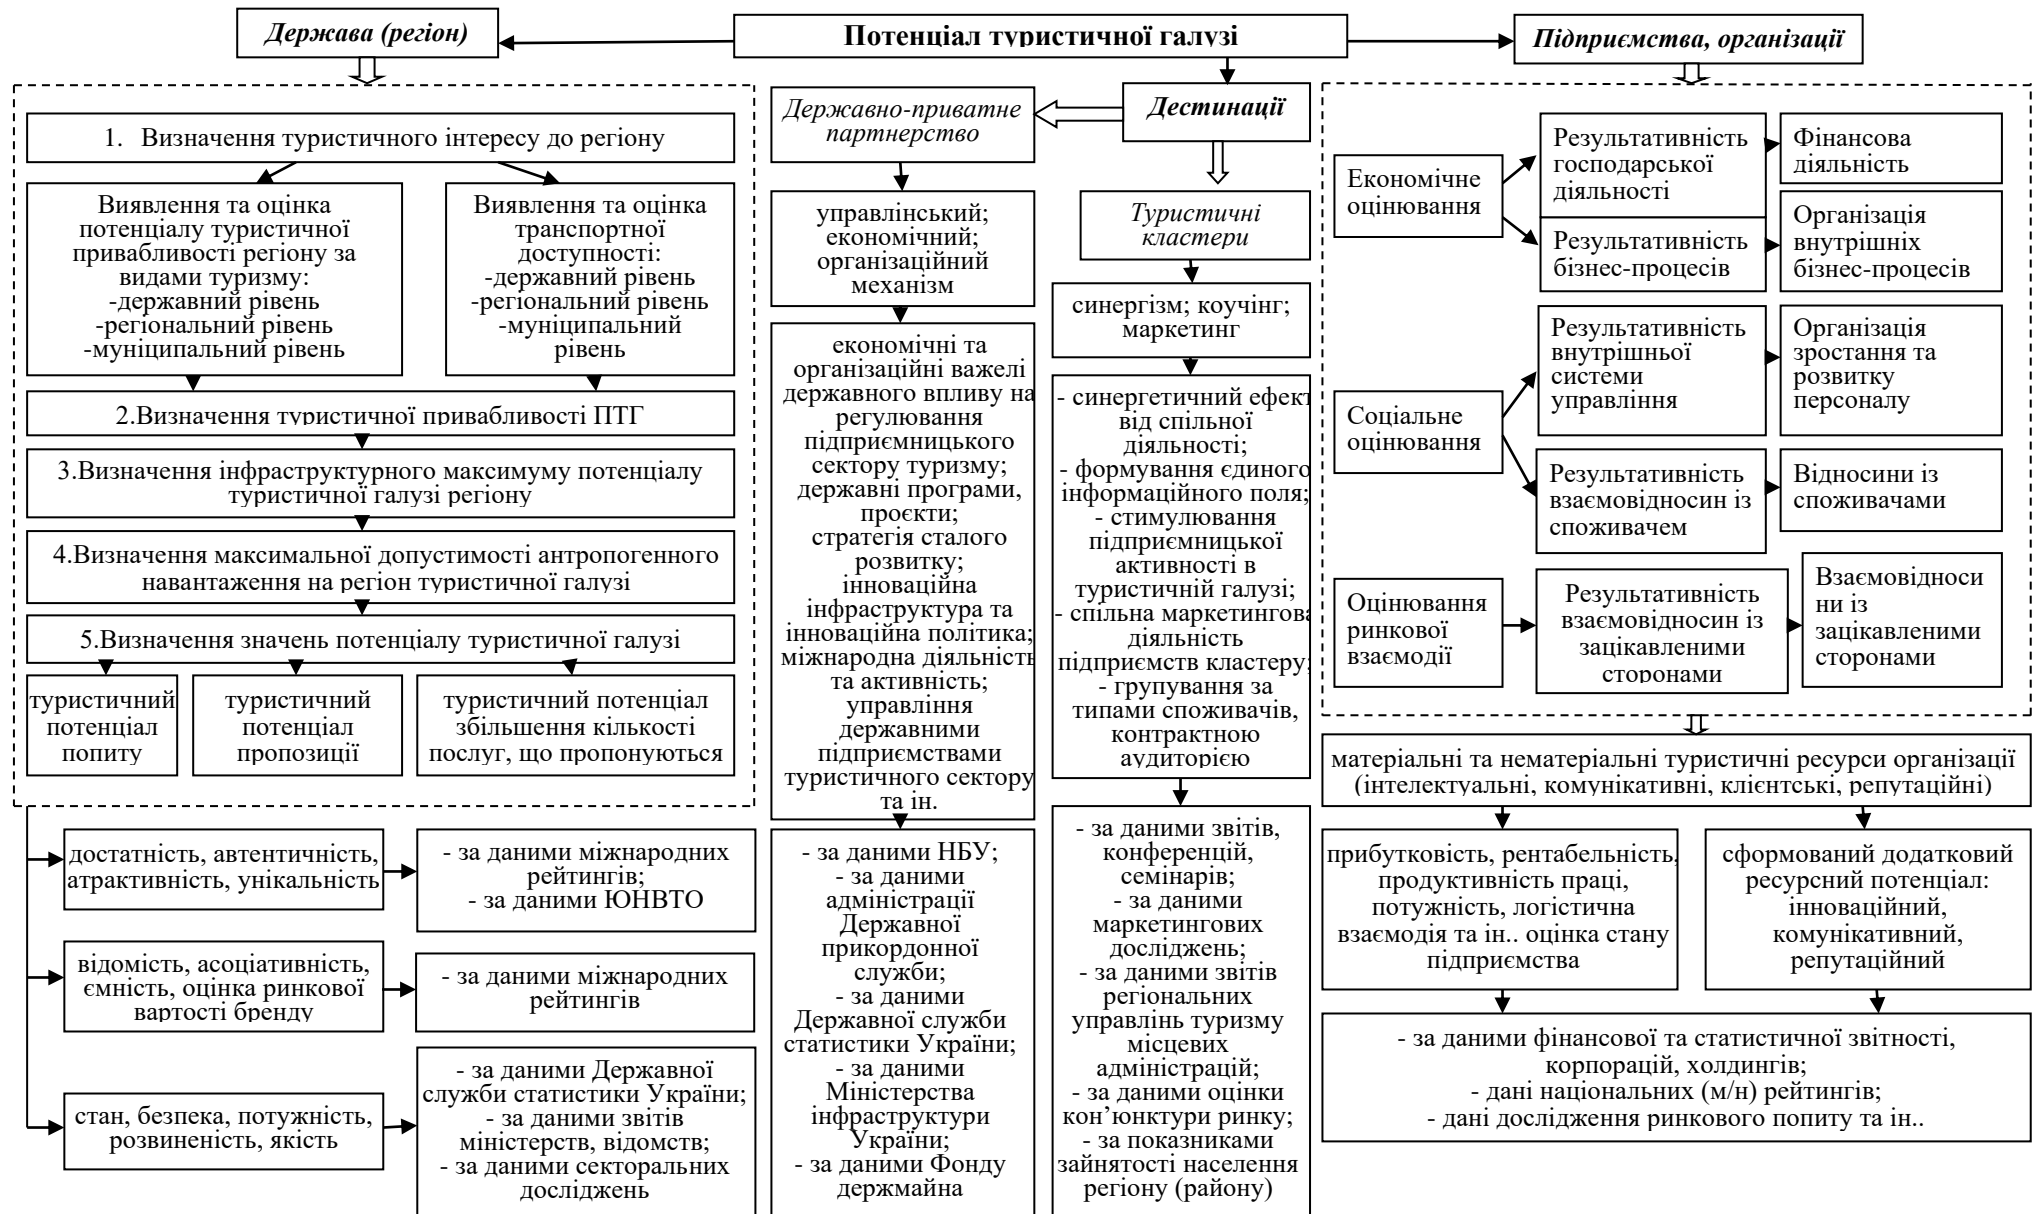 Держава (регіон)
Потенціал туристичної галузі
Підприємства, організації
1. Визначення туристичного інтересу до регіону
Виявлення та оцінка
потенціалу туристичної
привабливості регіону за
видами туризму:
-державний рівень
-регіональний рівень
-муніципальний рівень
Виявлення та оцінка
транспортної
доступності:
-державний рівень
-регіональний рівень
-муніципальний
рівень
2.Визначення туристичної привабливості ПТГ
3.Визначення інфраструктурного максимуму потенціалу
туристичної галузі регіону
4.Визначення максимальної допустимості антропогенного
навантаження на регіон туристичної галузі
5.Визначення значень потенціалу туристичної галузі
туристичний
потенціал
попиту
туристичний
потенціал
пропозиції
туристичний потенціал
збільшення кількості
послуг, що пропонуються
достатність, автентичність,
атрактивність, унікальність
- за даними міжнародних
рейтингів;
- за даними ЮНВТО
відомість, асоціативність,
ємність, оцінка ринкової
вартості бренду
- за даними міжнародних
рейтингів
стан, безпека, потужність,
розвиненість, якість
- за даними Державної
служби статистики України;
- за даними звітів
міністерств, відомств;
- за даними секторальних
досліджень
Державно-приватне
партнерство
Дестинації
управлінський;
економічний;
організаційний
механізм
економічні та
організаційні важелі
державного впливу на
регулювання
підприємницького
сектору туризму;
державні програми,
проєкти;
стратегія сталого
розвитку;
інноваційна
інфраструктура та
інноваційна політика;
міжнародна діяльність
та активність;
управління
державними
підприємствами
туристичного сектору
та ін.
- за даними НБУ;
- за даними
адміністрації
Державної
прикордонної
служби;
- за даними
Державної служби
статистики України;
- за даними
Міністерства
інфраструктури
України;
- за даними Фонду
держмайна
Туристичні
кластери
синергізм; коучінг;
маркетинг
- синергетичний ефект
від спільної
діяльності;
- формування єдиного
інформаційного поля;
- стимулювання
підприємницької
активності в
туристичній галузі;
- спільна маркетингова
діяльність
підприємств кластеру;
- групування за
типами споживачів,
контрактною
аудиторією
- за даними звітів,
конференцій,
семінарів;
- за даними
маркетингових
досліджень;
- за даними звітів
регіональних
управлінь туризму
місцевих
адміністрацій;
- за даними оцінки
кон’юнктури ринку;
- за показниками
зайнятості населення
регіону (району)
Економічне
оцінювання
Результативність
господарської
діяльності
Фінансова
діяльність
Результативність
бізнес-процесів
Організація
внутрішніх
бізнес-процесів
Соціальне
оцінювання
Результативність
внутрішньої
системи
управління
Організація
зростання та
розвитку
персоналу
Результативність
взаємовідносин із
споживачем
Відносини із
споживачами
Оцінювання
ринкової
взаємодії
Результативність
взаємовідносин із
зацікавленими
сторонами
Взаємовідноси
ни із
зацікавленими
сторонами
матеріальні та нематеріальні туристичні ресурси організації
(інтелектуальні, комунікативні, клієнтські, репутаційні)
прибутковість, рентабельність,
продуктивність праці,
потужність, логістична
взаємодія та ін.. оцінка стану
підприємства
сформований додатковий
ресурсний потенціал:
інноваційний,
комунікативний,
репутаційний
- за даними фінансової та статистичної звітності,
корпорацій, холдингів;
- дані національних (м/н) рейтингів;
- дані дослідження ринкового попиту та ін..